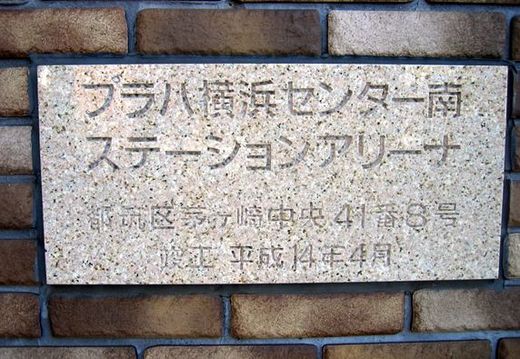 プラハ横浜センター南
ステーションアリーナ
都筑区茅ヶ崎中央41番8号
竣工 平成14年4月